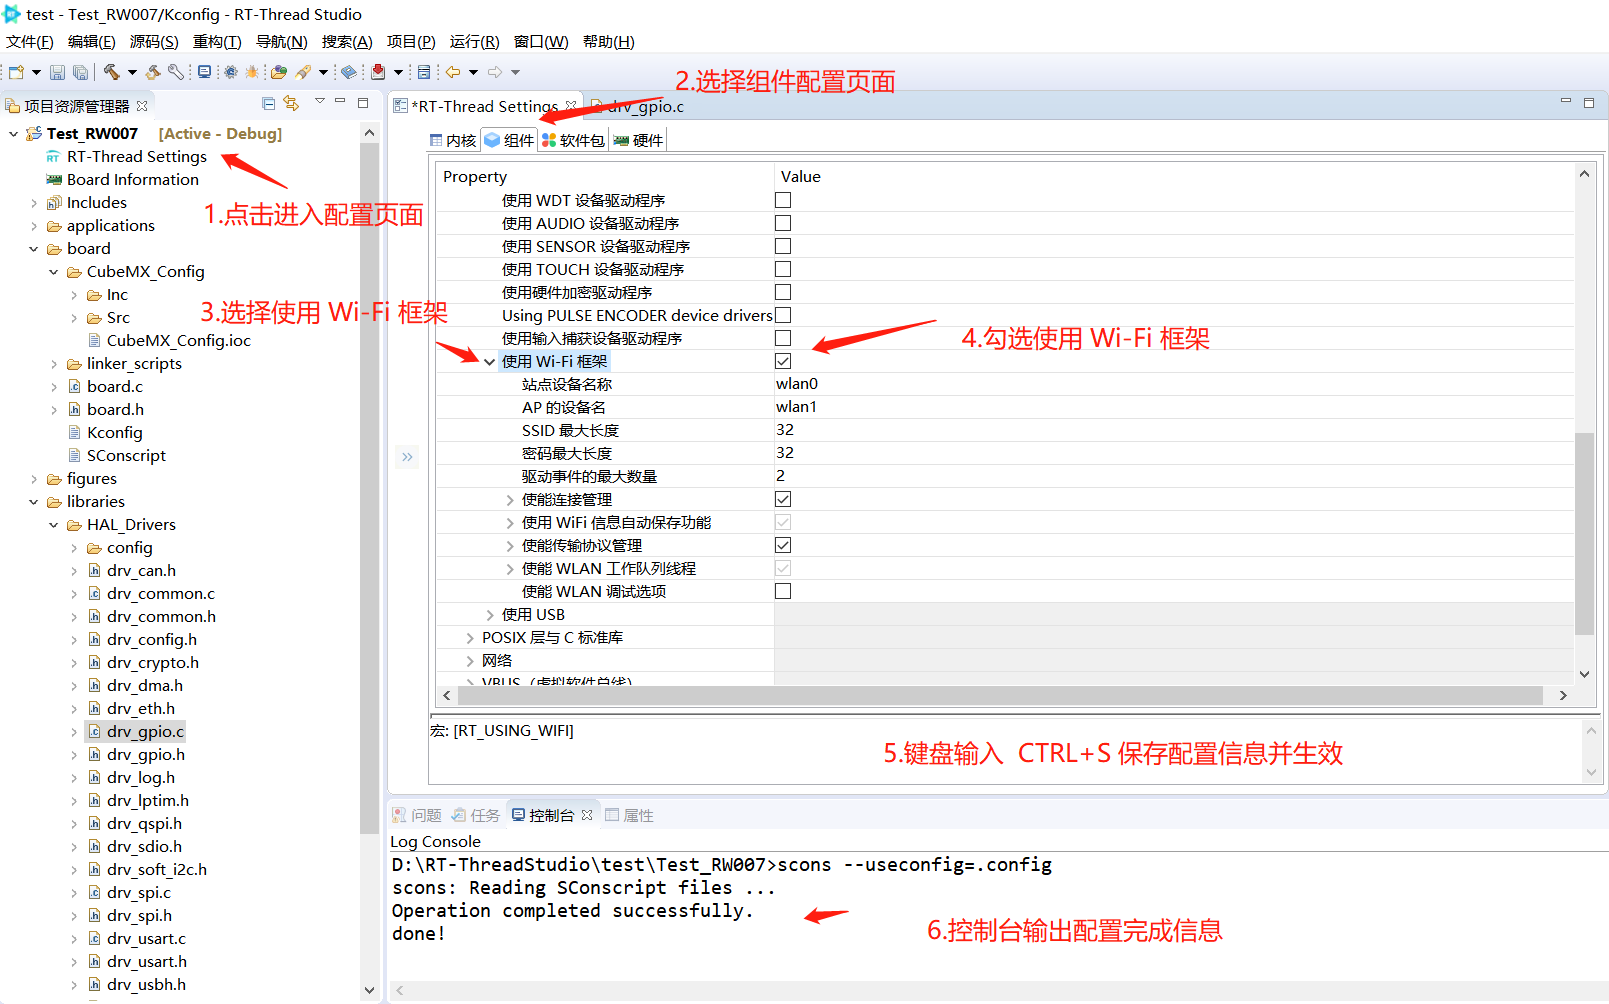 test - Test_RW007/Kconfig - RT-Thread Studio
文件(F) 编辑(E) 源码(S) 重构(T) 导航(N) 搜索(A) 项目(P) 运行(R) 窗口(W) 帮助(H)
2.选择组件配置页面
项目资源管理器
*RT-Thread Settings drv_gpio.c
Test_RW007 [Active - Debug]
RT-Thread Settings
Board Information
Includes
1.点击进入配置页面
applications
board
CubeMX_Config
Inc
Src
3.选择使用 Wi-Fi 框架
CubeMX_Config.ioc
linker_scripts
board.c
board.h
Kconfig
SConscript
figures
libraries
HAL_Drivers
config
drv_can.h
drv_common.c
drv_common.h
drv_config.h
drv_crypto.h
drv_dma.h
drv_eth.h
drv_gpio.c
drv_gpio.h
drv_log.h
drv_lptim.h
drv_qspi.h
drv_sdio.h
drv_soft_i2c.h
drv_spi.c
drv_spi.h
drv_usart.c
drv_usart.h
drv_usbh.h
内核 组件 软件包 硬件
Property Value
使用 WDT 设备驱动程序
使用 AUDIO 设备驱动程序
使用 SENSOR 设备驱动程序
使用 TOUCH 设备驱动程序
使用硬件加密驱动程序
Using PULSE ENCODER device drivers
使用输入捕获设备驱动程序
4.勾选使用 Wi-Fi 框架
使用 Wi-Fi 框架
站点设备名称 wlan0
AP 的设备名 wlan1
SSID 最大长度 32
密码最大长度 32
驱动事件的最大数量 2
使能连接管理
使用 WiFi 信息自动保存功能
使能传输协议管理
使能 WLAN 工作队列线程
使能 WLAN 调试选项
使用 USB
POSIX 层与 C 标准库
网络
VBUS（虚拟软件总线）
宏: [RT_USING_WIFI]
5.键盘输入 CTRL+S 保存配置信息并生效
问题 任务 控制台 属性
Log Console
D:\RT-ThreadStudio\test\Test_RW007>scons --useconfig=.config
scons: Reading SConscript files ...
Operation completed successfully.
done!
6.控制台输出配置完成信息